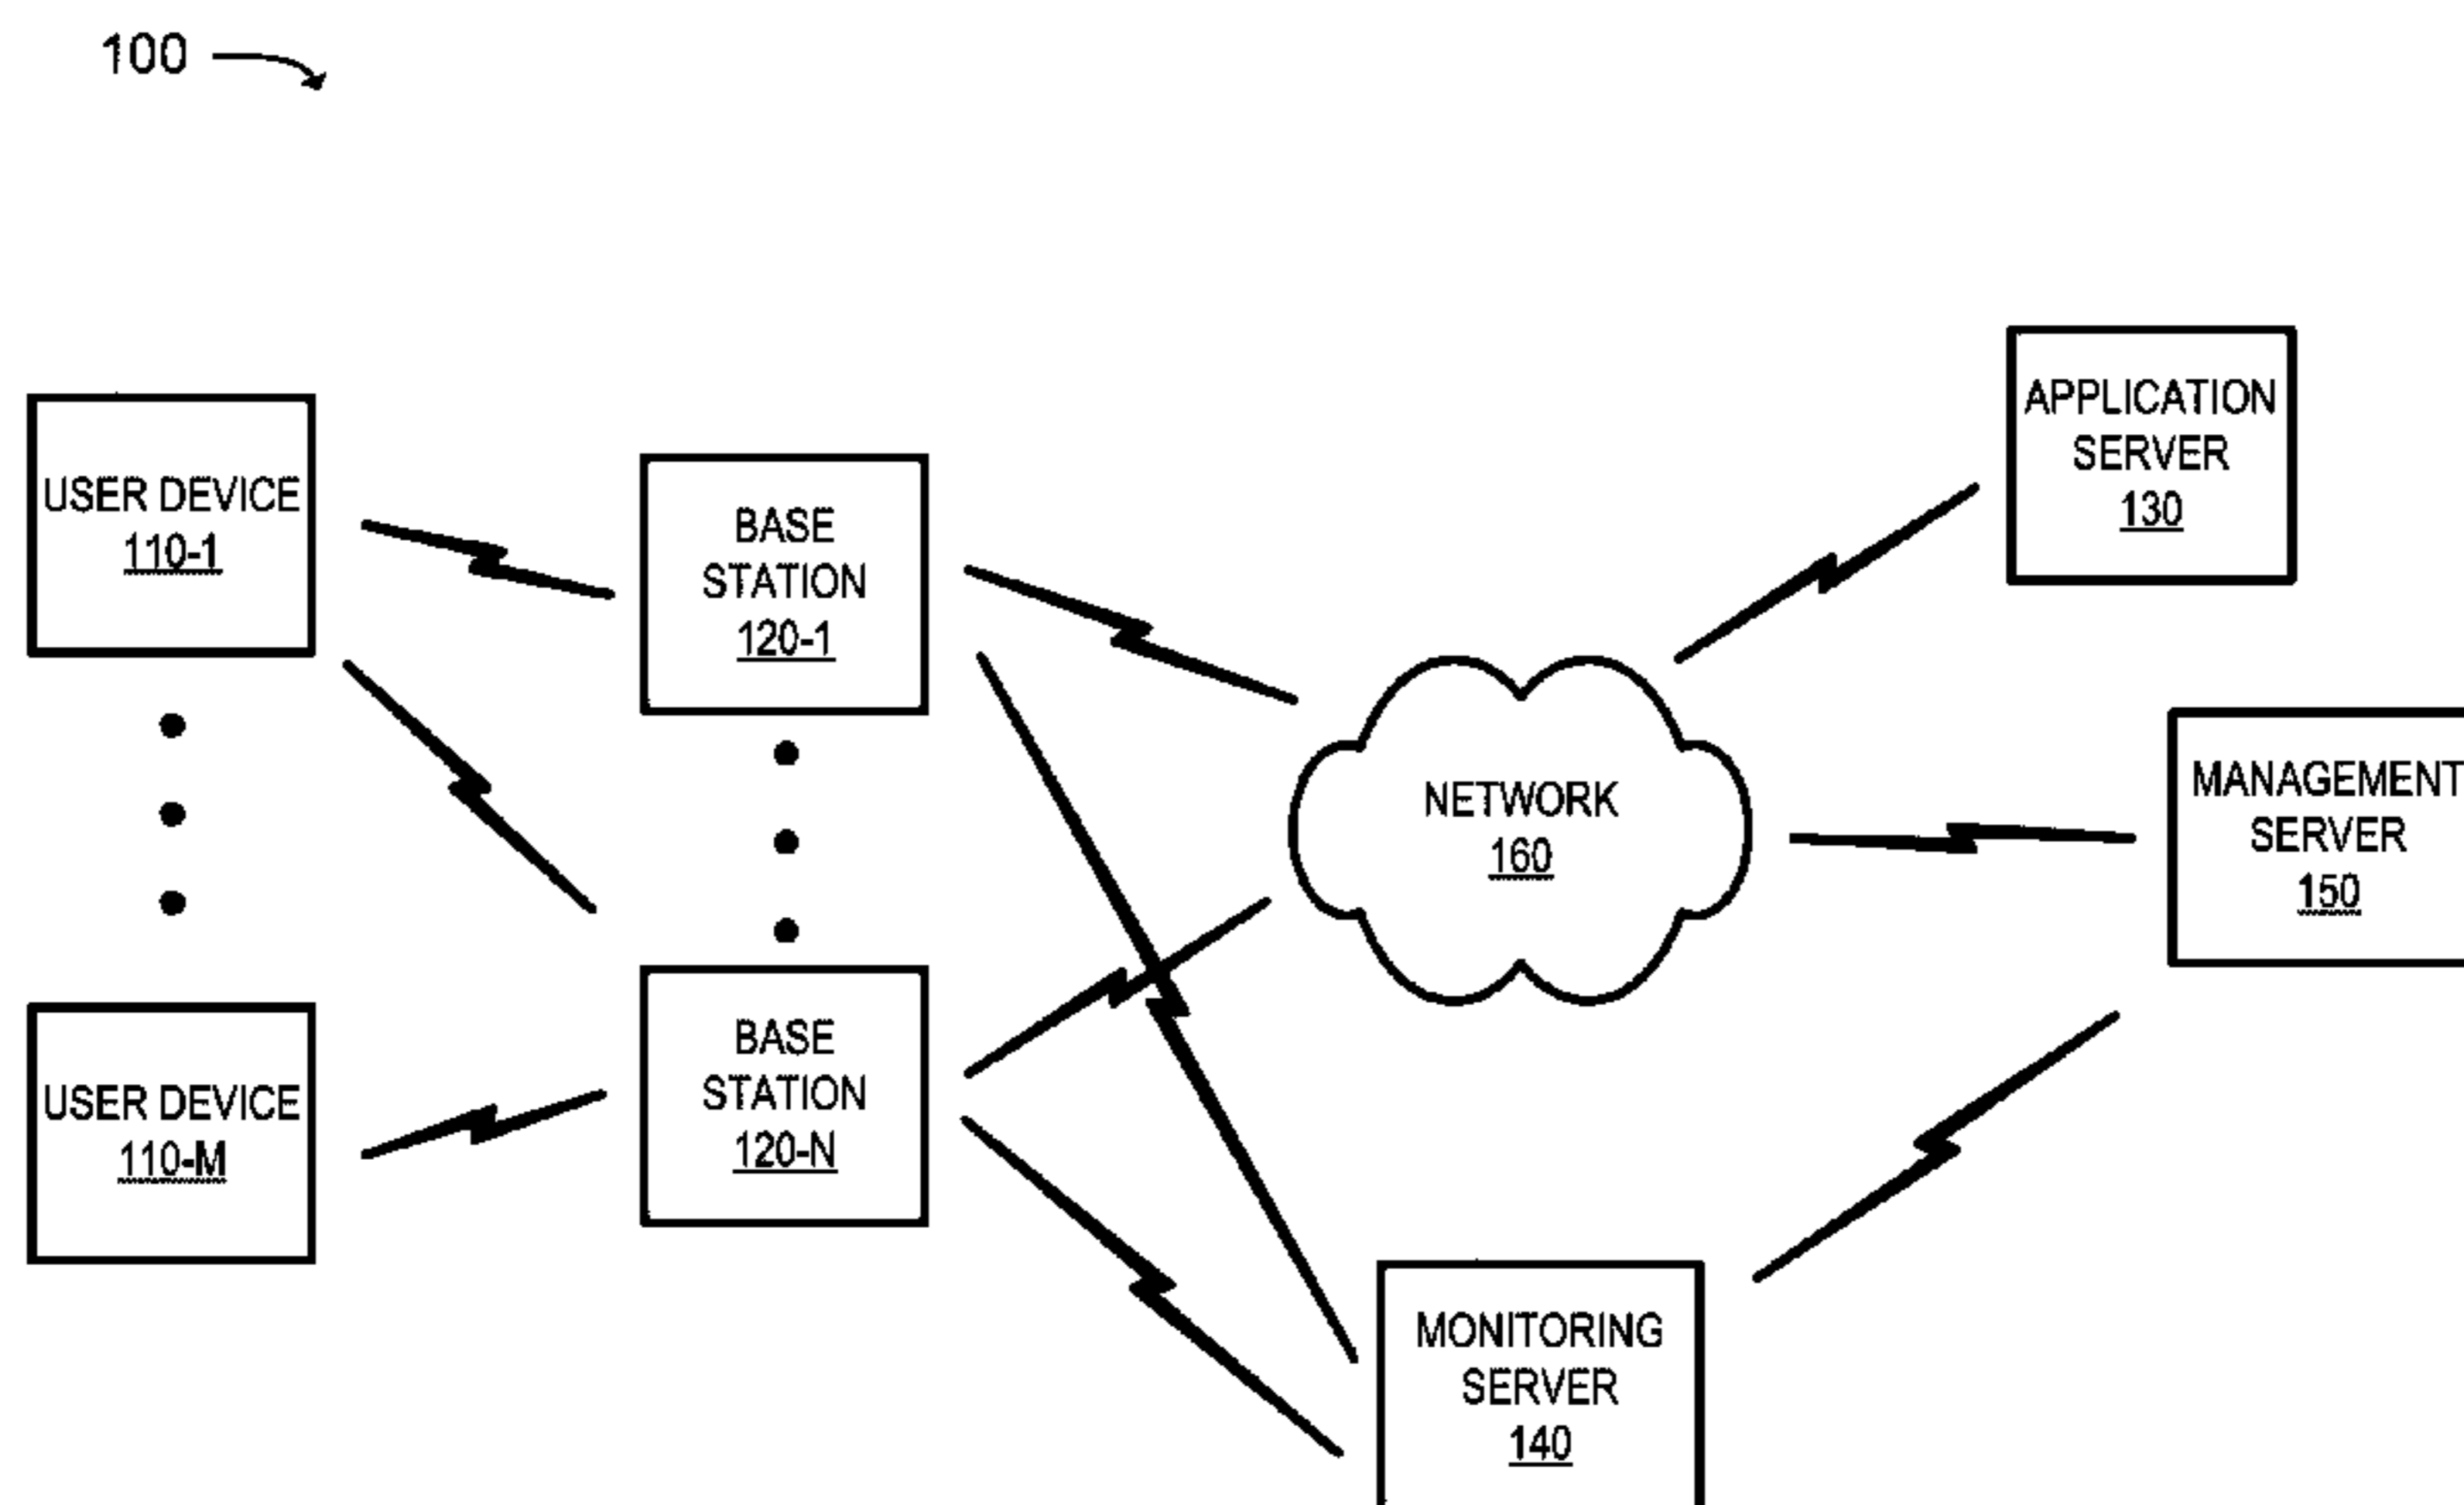 100
USER DEVICE
110-1
BASE
STATION
120-1
APPLICATION
SERVER
130
NETWORK
160
MANAGEMENT
SERVER
150
USER DEVICE
110-M
BASE
STATION
120-N
MONITORING
SERVER
140